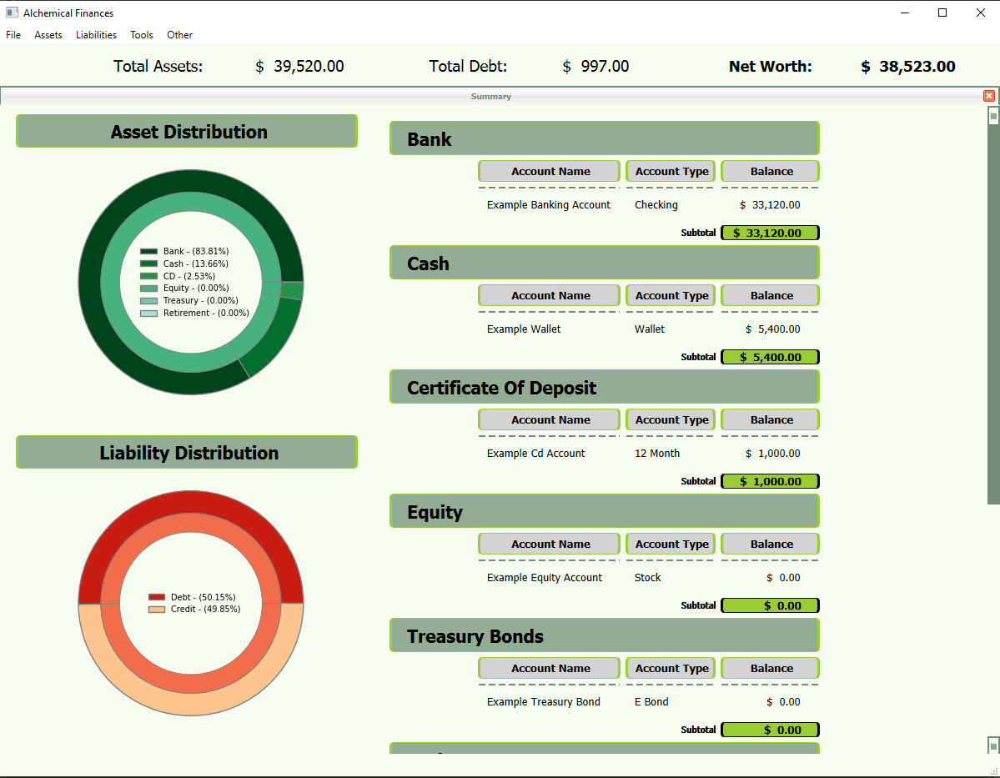 Alchemical Finances
File Assets Liabilities Tools Other
Total Assets: $ 39,520.00 Total Debt: $ 997.00 Net Worth: $ 38,523.00
Summary
Asset Distribution
Bank - (83.81%)
Cash - (13.66%)
CD - (2.53%)
Equity - (0.00%)
Treasury - (0.00%)
Retirement - (0.00%)
Liability Distribution
Debt - (50.15%)
Credit - (49.85%)
Bank
Account Name Account Type Balance
Example Banking Account Checking $ 33,120.00
Subtotal $ 33,120.00
Cash
Account Name Account Type Balance
Example Wallet Wallet $ 5,400.00
Subtotal $ 5,400.00
Certificate Of Deposit
Account Name Account Type Balance
Example Cd Account 12 Month $ 1,000.00
Subtotal $ 1,000.00
Equity
Account Name Account Type Balance
Example Equity Account Stock $ 0.00
Subtotal $ 0.00
Treasury Bonds
Account Name Account Type Balance
Example Treasury Bond E Bond $ 0.00
Subtotal $ 0.00